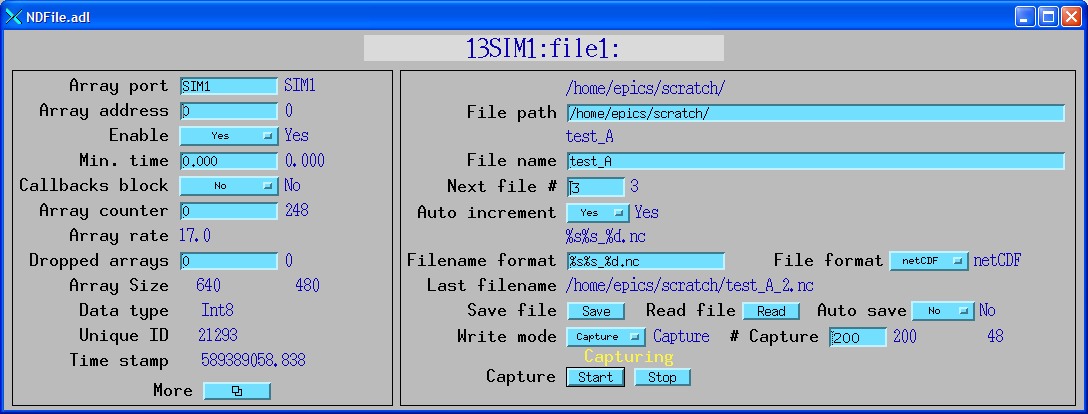 NDFile.adl
13SIM1:file1:
Array port SIM1 SIM1
Array address 0 0
Enable Yes Yes
Min. time 0.000 0.000
Callbacks block No No
Array counter 0 248
Array rate 17.0
Dropped arrays 0 0
Array Size 640 480
Data type Int8
Unique ID 21293
Time stamp 589389058.838
More
/home/epics/scratch/
File path /home/epics/scratch/
test_A
File name test_A
Next file # 3 3
Auto increment Yes Yes
%s%s_%d.nc
Filename format %s%s_%d.nc File format netCDF netCDF
Last filename /home/epics/scratch/test_A_2.nc
Save file Save Read file Read Auto save No No
Write mode Capture Capture # Capture 200 200 48
Capturing
Capture Start Stop